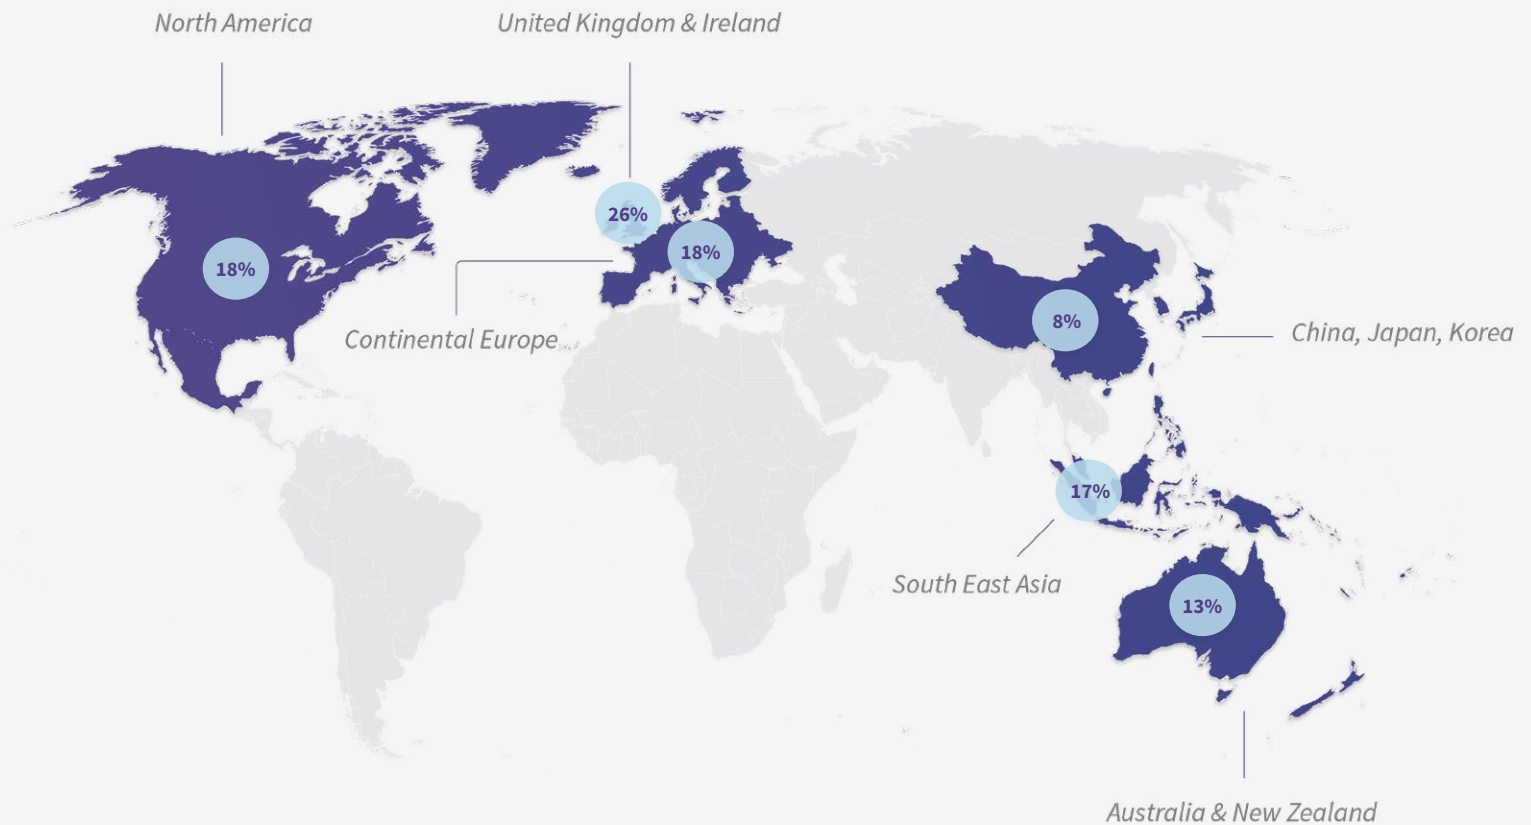 North America
United Kingdom & Ireland
26%
18%
18%
8%
Continental Europe
China, Japan, Korea
17%
South East Asia
13%
Australia & New Zealand